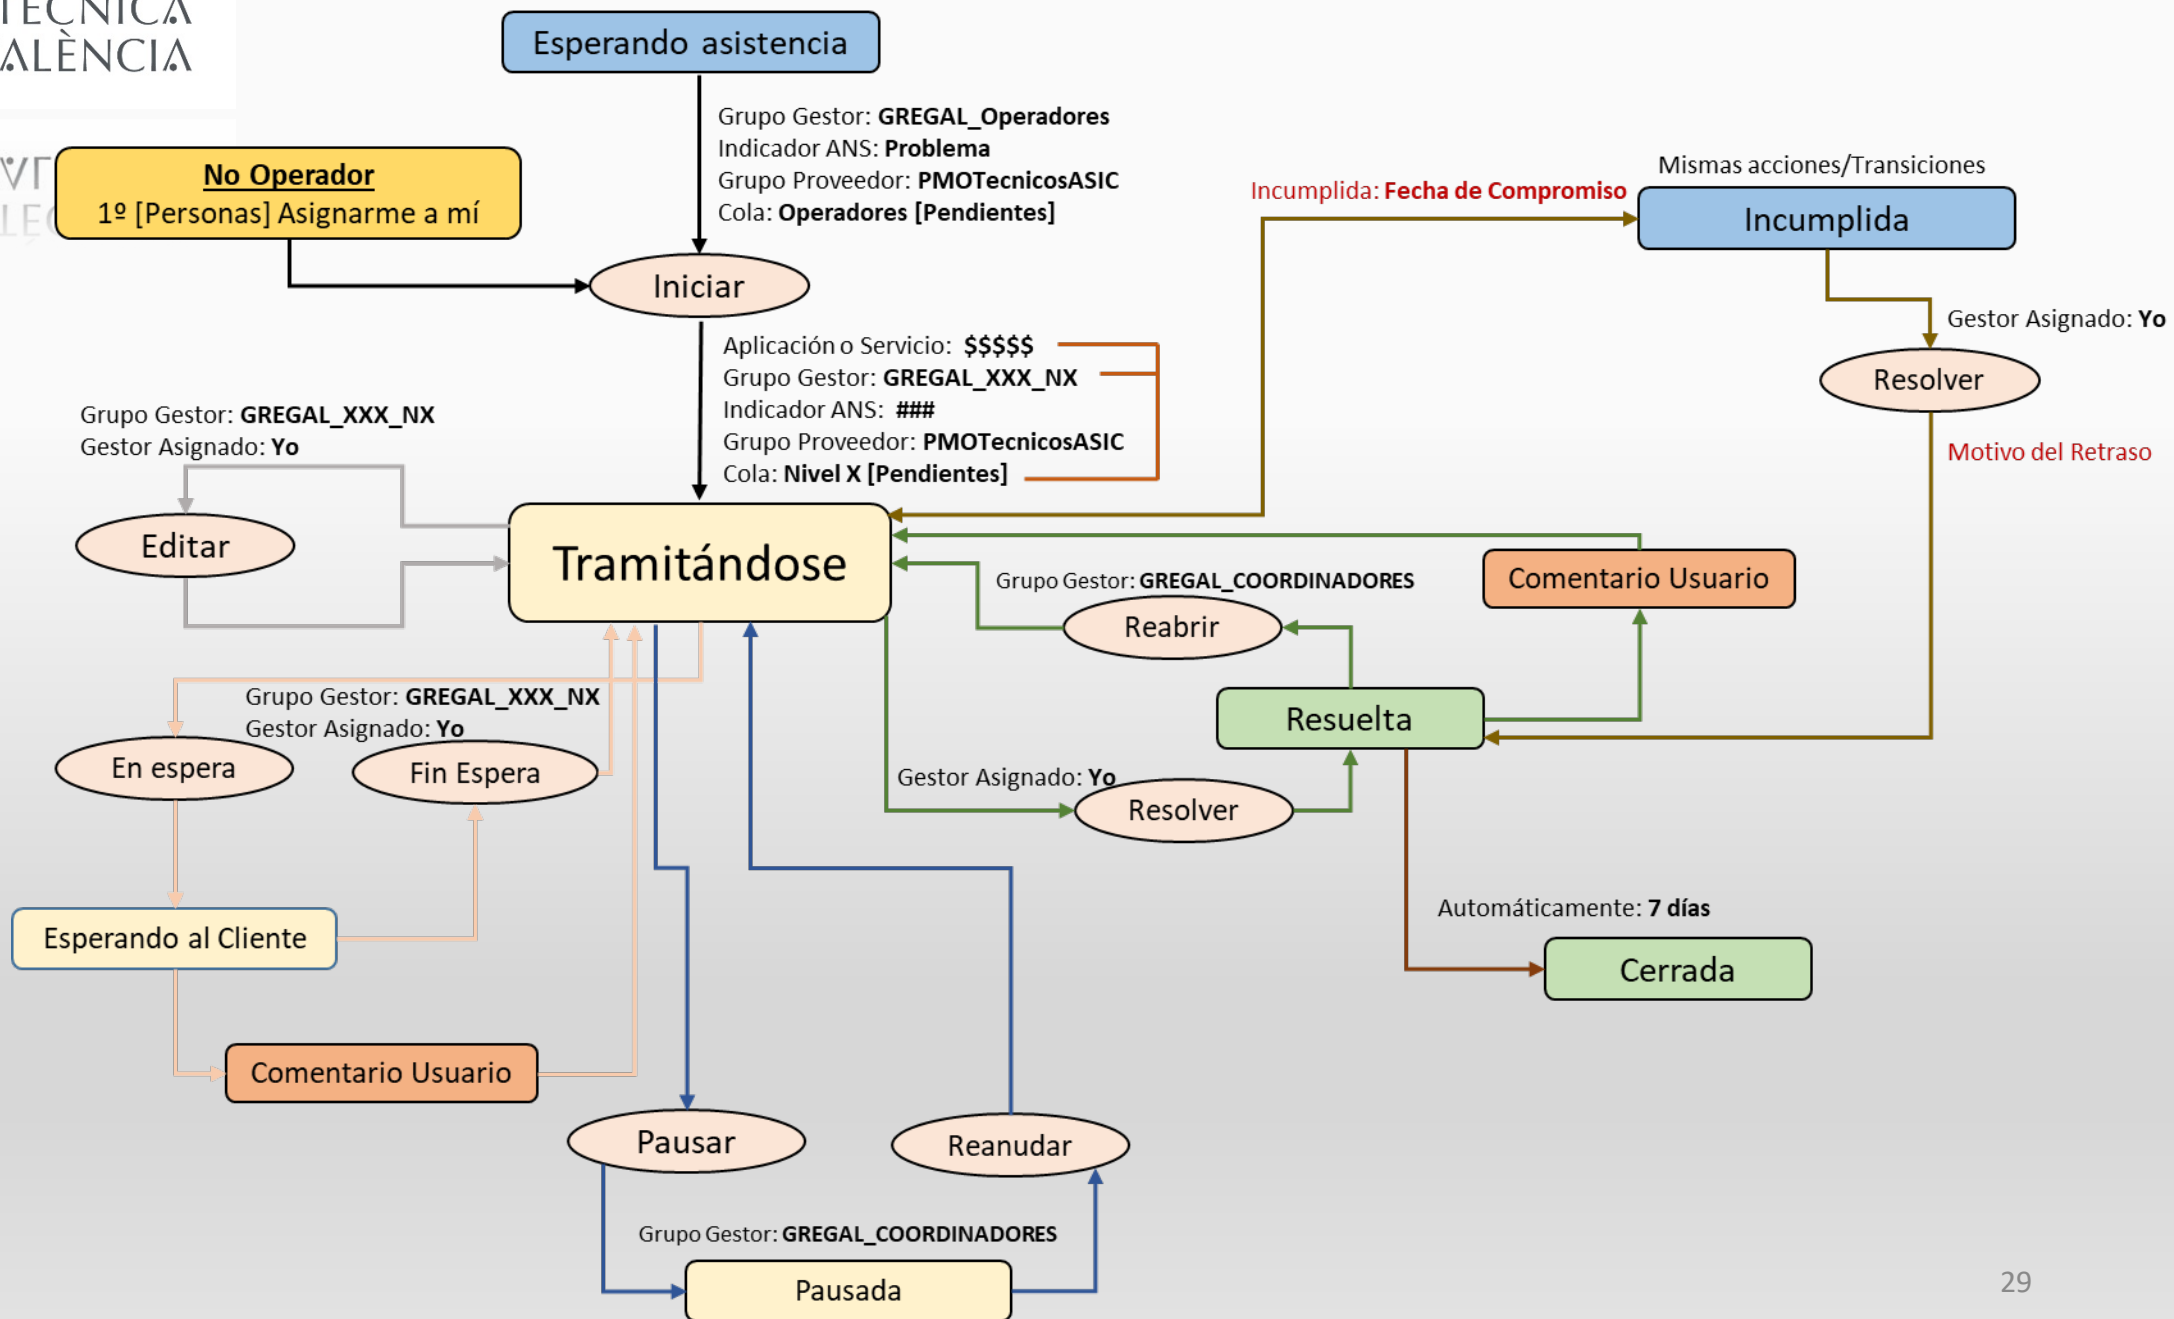 TÈCNICA
ALÈNCIA
Esperando asistencia
Grupo Gestor: GREGAL_Operadores
Indicador ANS: Problema
Grupo Proveedor: PMOTecnicosASIC
Cola: Operadores [Pendientes]
No Operador
1º [Personas] Asignarme a mí
Iniciar
Mismas acciones/Transiciones
Incumplida: Fecha de Compromiso
Incumplida
Gestor Asignado: Yo
Resolver
Motivo del Retraso
Aplicación o Servicio: $$$$$
Grupo Gestor: GREGAL_XXX_NX
Indicador ANS: ###
Grupo Proveedor: PMOTecnicosASIC
Cola: Nivel X [Pendientes]
Grupo Gestor: GREGAL_XXX_NX
Gestor Asignado: Yo
Editar
Tramitándose
Grupo Gestor: GREGAL_COORDINADORES
Reabrir
Comentario Usuario
Resuelta
Gestor Asignado: Yo
Resolver
Grupo Gestor: GREGAL_XXX_NX
Gestor Asignado: Yo
En espera
Fin Espera
Esperando al Cliente
Comentario Usuario
Automáticamente: 7 días
Cerrada
Pausar
Reanudar
Grupo Gestor: GREGAL_COORDINADORES
Pausada
29